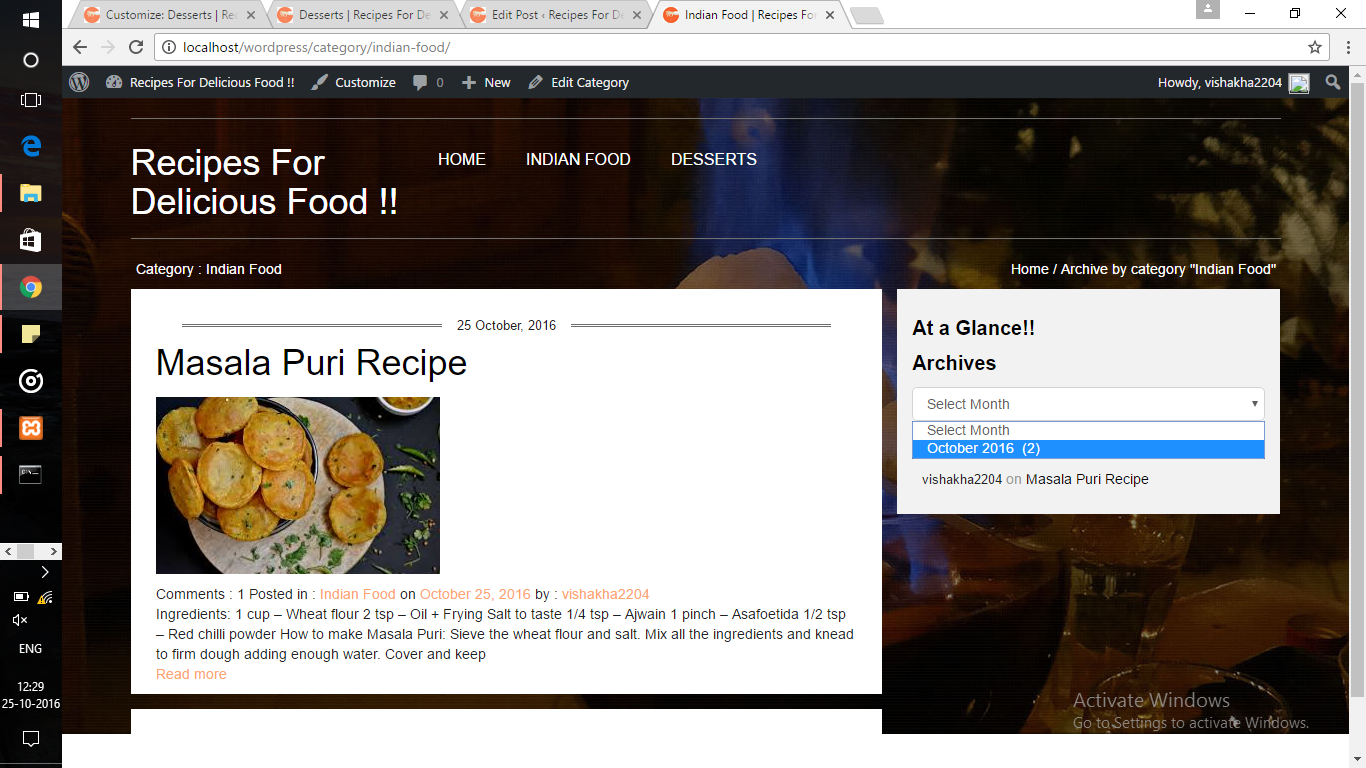 Customize: Desserts | Re
Desserts | Recipes For De
Edit Post ‹ Recipes For De
Indian Food | Recipes Fo
localhost/wordpress/category/indian-food/
Recipes For Delicious Food !!
Customize
0
New
Edit Category
Howdy, vishakha2204
Recipes For
Delicious Food !!
HOME
INDIAN FOOD
DESSERTS
Category : Indian Food
Home / Archive by category "Indian Food"
25 October, 2016
Masala Puri Recipe
Comments : 1 Posted in : Indian Food on October 25, 2016 by : vishakha2204
Ingredients: 1 cup – Wheat flour 2 tsp – Oil + Frying Salt to taste 1/4 tsp – Ajwain 1 pinch – Asafoetida 1/2 tsp
– Red chilli powder How to make Masala Puri: Sieve the wheat flour and salt. Mix all the ingredients and knead
to firm dough adding enough water. Cover and keep
Read more
At a Glance!!
Archives
Select Month
Select Month
October 2016 (2)
vishakha2204 on Masala Puri Recipe
Activate Windows
Go to Settings to activate Windows.
ENG
12:29
25-10-2016